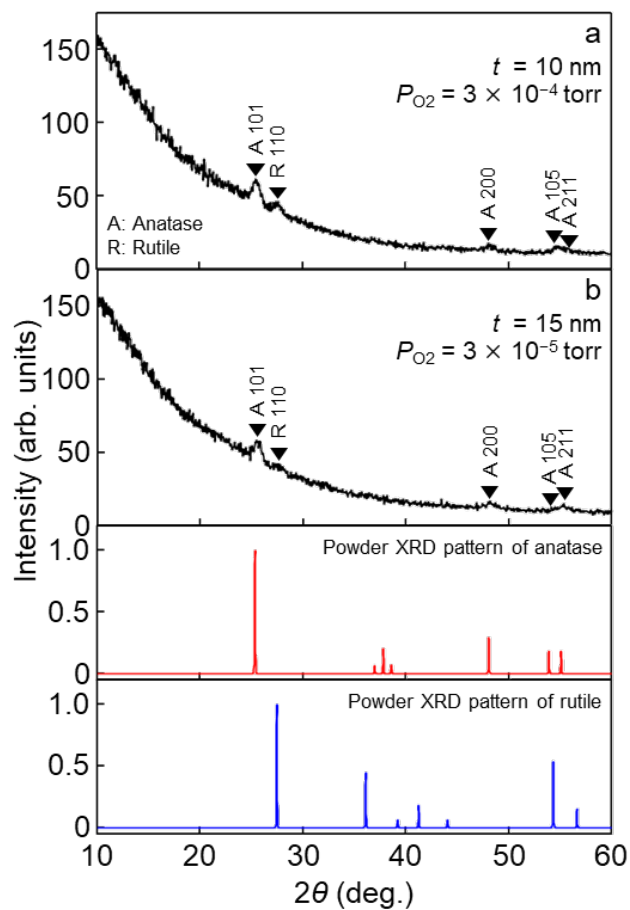 a
t = 10 nm
P_O2 = 3 × 10⁻⁴ torr
A 101
R 110
A 200
A 105
A 211
A: Anatase
R: Rutile
150
100
50
0
b
t = 15 nm
P_O2 = 3 × 10⁻⁵ torr
A 101
R 110
A 200
A 105
A 211
150
100
50
0
Intensity (arb. units)
Powder XRD pattern of anatase
1.0
0.5
0
Powder XRD pattern of rutile
1.0
0.5
0
10 20 30 40 50 60
2θ (deg.)